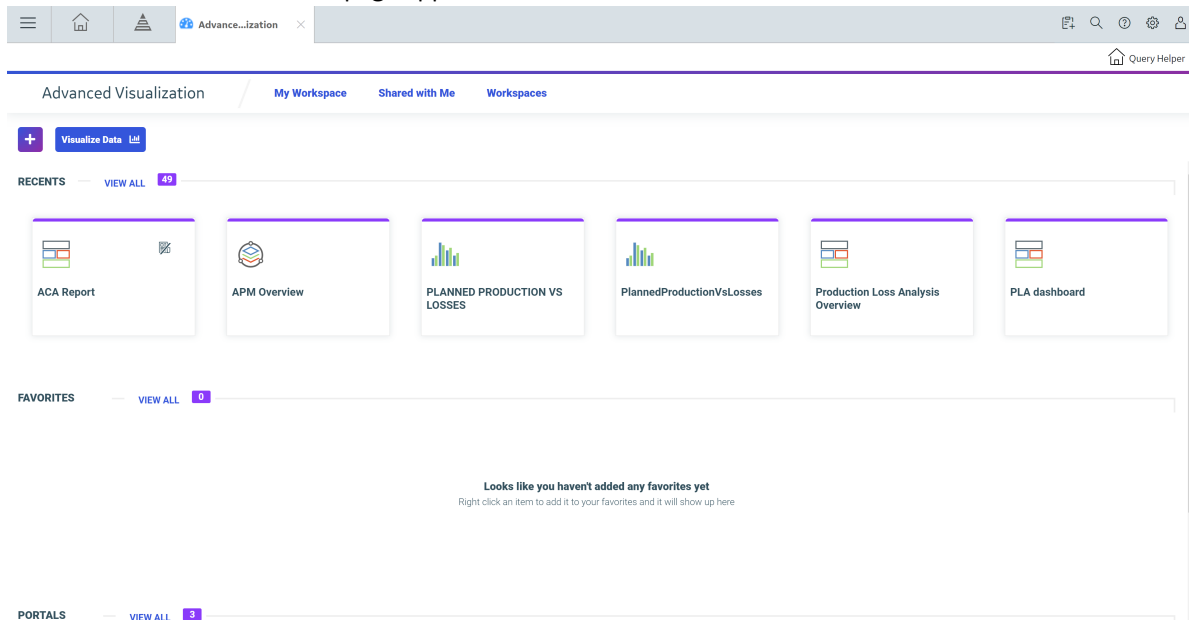 Advance...ization
Query Helper
Advanced Visualization
My Workspace
Shared with Me
Workspaces
Visualize Data
RECENTS
VIEW ALL
49
ACA Report
APM Overview
PLANNED PRODUCTION VS
LOSSES
PlannedProductionVsLosses
Production Loss Analysis
Overview
PLA dashboard
FAVORITES
VIEW ALL
0
Looks like you haven't added any favorites yet
Right click an item to add it to your favorites and it will show up here
PORTALS
VIEW ALL
3